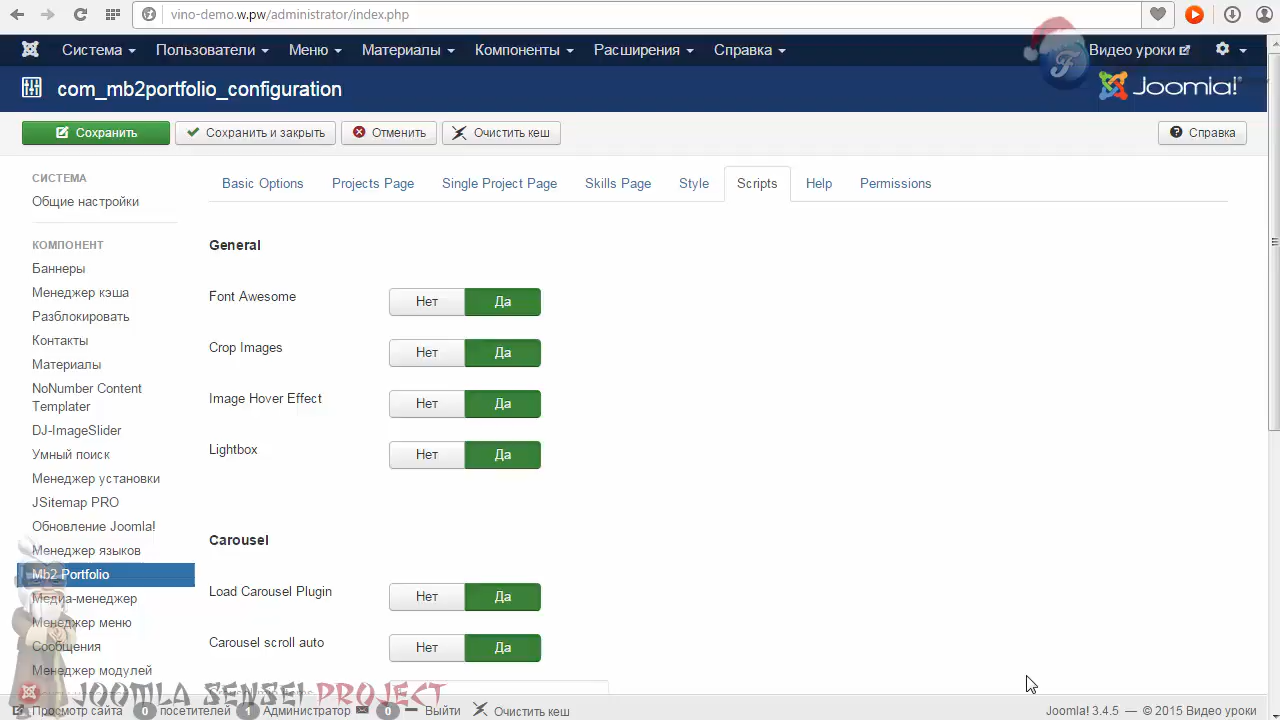 vino-demo.w.pw/administrator/index.php
Система Пользователи Меню Материалы Компоненты Расширения Справка Видео уроки
com_mb2portfolio_configuration
Joomla!
Сохранить Сохранить и закрыть Отменить Очистить кеш Справка
СИСТЕМА
Общие настройки
КОМПОНЕНТ
Баннеры
Менеджер кэша
Разблокировать
Контакты
Материалы
NoNumber Content
Templater
DJ-ImageSlider
Умный поиск
Менеджер установки
JSitemap PRO
Обновление Joomla!
Менеджер языков
Mb2 Portfolio
Медиа-менеджер
Менеджер меню
Сообщения
Менеджер модулей
Basic Options Projects Page Single Project Page Skills Page Style Scripts Help Permissions
General
Font Awesome Нет Да
Crop Images Нет Да
Image Hover Effect Нет Да
Lightbox Нет Да
Carousel
Load Carousel Plugin Нет Да
Carousel scroll auto Нет Да
JOOMLA SENSEI PROJECT
Просмотр сайта 0 посетителей 1 Администратор 0 Выйти Очистить кеш Joomla! 3.4.5 — © 2015 Видео уроки